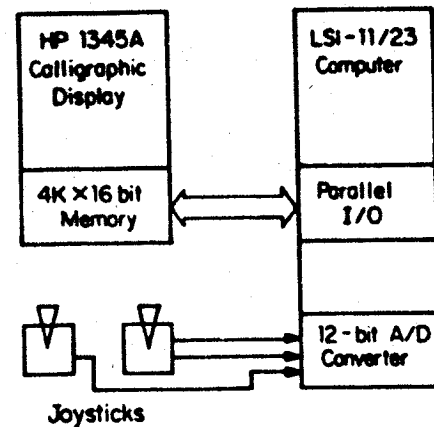 HP 1345A
Calligraphic
Display
4K × 16 bit
Memory
LSI-11/23
Computer
Parallel
I/O
12-bit A/D
Converter
Joysticks